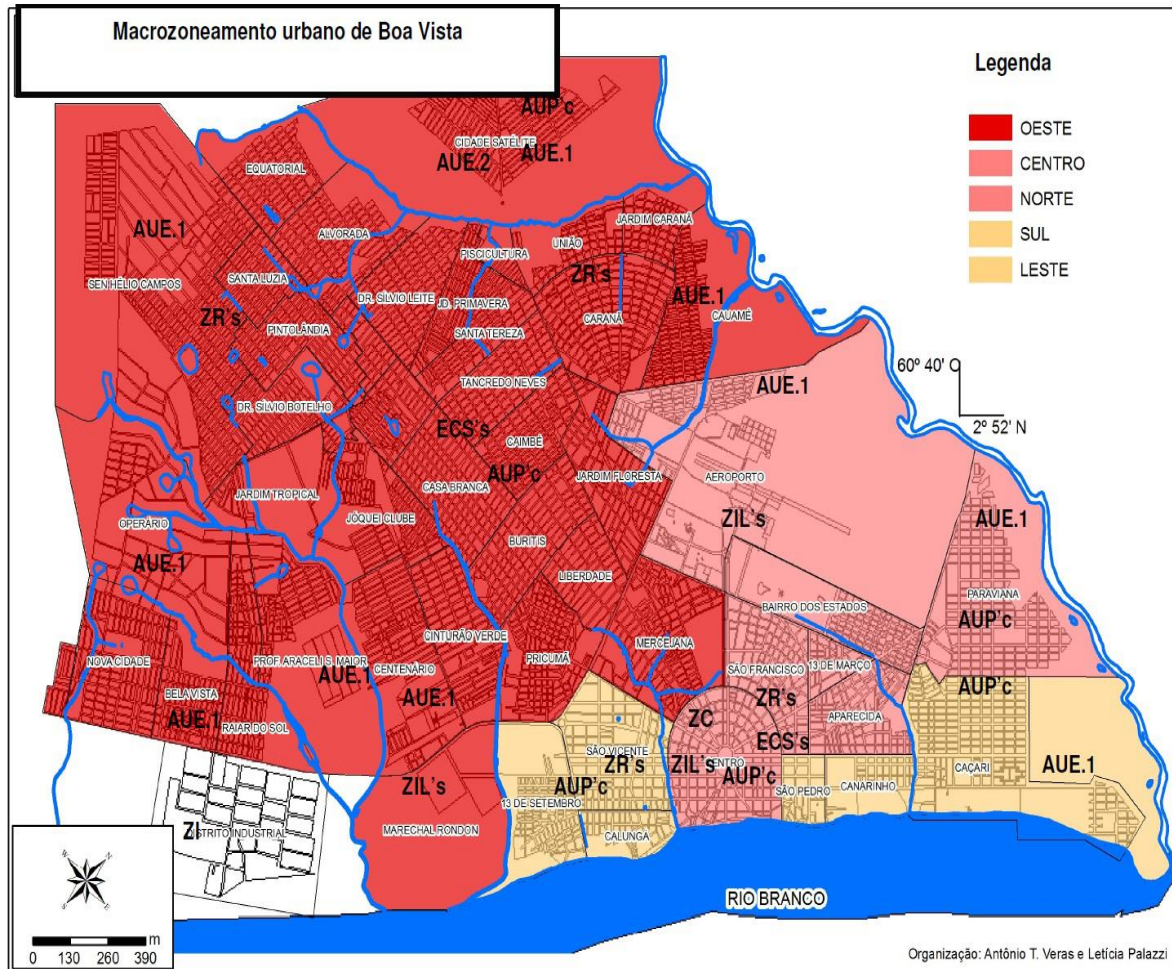 Macrozoneamento urbano de Boa Vista
Legenda
OESTE
CENTRO
NORTE
SUL
LESTE
AUP'c
CIDADE SATÉLITE
AUE.2
AUE.1
EQUATORIAL
AUE.1
ALVORADA
JARDIM CARANÃ
UNIÃO
PISCICULTURA
SEN HÉLIO CAMPOS
SANTA LUZIA
ZR's
DR. SÍLVIO LEITE
JD. PRIMAVERA
AUE.1
CARANÃ
CAUAMÉ
ZR's
PINTOLÂNDIA
SANTA TEREZA
TANCREDO NEVES
60º 40' O
2º 52' N
AUE.1
DR. SÍLVIO BOTELHO
ECS's
CAIMBÉ
AUP'c
CASA BRANCA
JARDIM FLORESTA
AEROPORTO
JARDIM TROPICAL
JÓQUEI CLUBE
OPERÁRIO
ZIL's
AUE.1
BURITIS
AUE.1
LIBERDADE
PARAVIANA
BAIRRO DOS ESTADOS
AUP'c
CINTURÃO VERDE
MERCEJANA
NOVA CIDADE
PROF. ARACELI S. MAIOR
AUE.1
CENTENÁRIO
PRICUMÃ
SÃO FRANCISCO
13 DE MARÇO
BELA VISTA
AUE.1
AUE.1
ZR's
AUP'c
RAIAR DO SOL
ZC
APARECIDA
ECS's
SÃO VICENTE
ZR's
ZIL's
CENTRO
CAÇARI
AUE.1
ZIL's
AUP'c
AUP'c
SÃO PEDRO
CANARINHO
13 DE SETEMBRO
ZI
DISTRITO INDUSTRIAL
MARECHAL RONDON
CALUNGÁ
RIO BRANCO
W N
S E
m
0 130 260 390
Organização: Antônio T. Veras e Letícia Palazzi